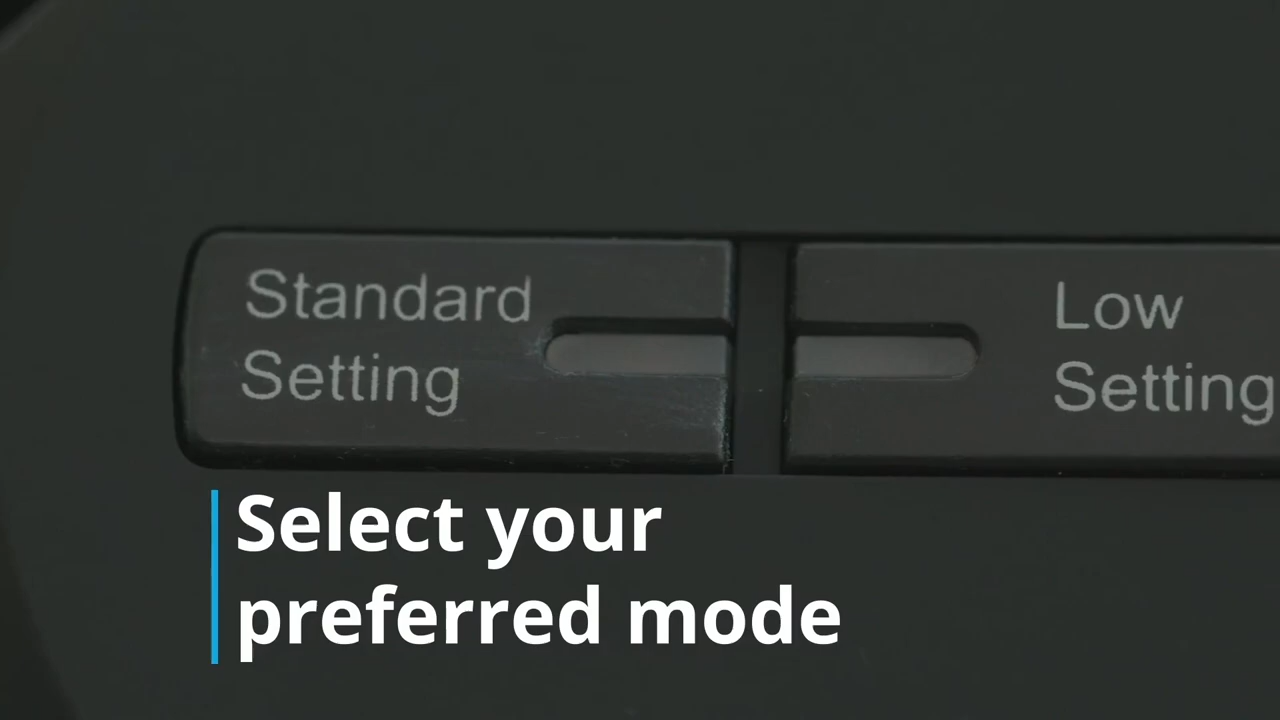 Standard
Setting
Low
Setting
Select your
preferred mode